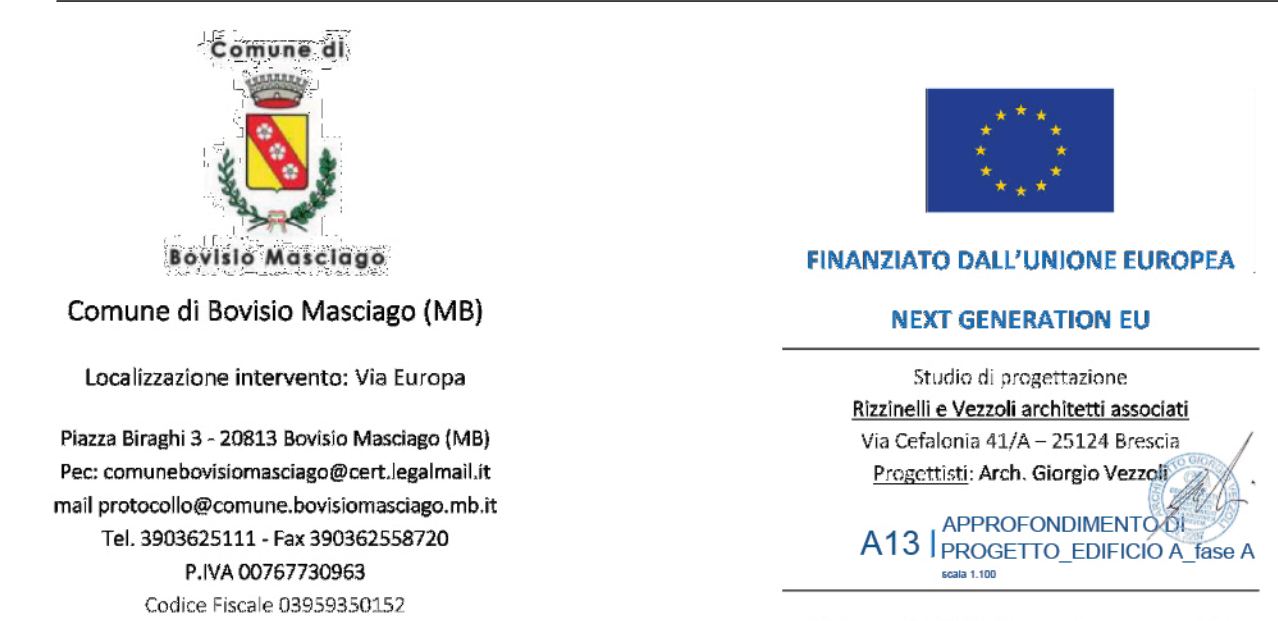 Comune di
Bovisio Masciago
Comune di Bovisio Masciago (MB)
Localizzazione intervento: Via Europa
Piazza Biraghi 3 - 20813 Bovisio Masciago (MB)
Pec: comunebovisiomasciago@cert.legalmail.it
mail protocollo@comune.bovisiomasciago.mb.it
Tel. 3903625111 - Fax 390362558720
P.IVA 00767730963
Codice Fiscale 03959350152
FINANZIATO DALL'UNIONE EUROPEA
NEXT GENERATION EU
Studio di progettazione
Rizzinelli e Vezzoli architetti associati
Via Cefalonia 41/A – 25124 Brescia
Progettisti: Arch. Giorgio Vezzoli
A13 | APPROFONDIMENTO DI
PROGETTO_EDIFICIO A_fase A
scala 1.100